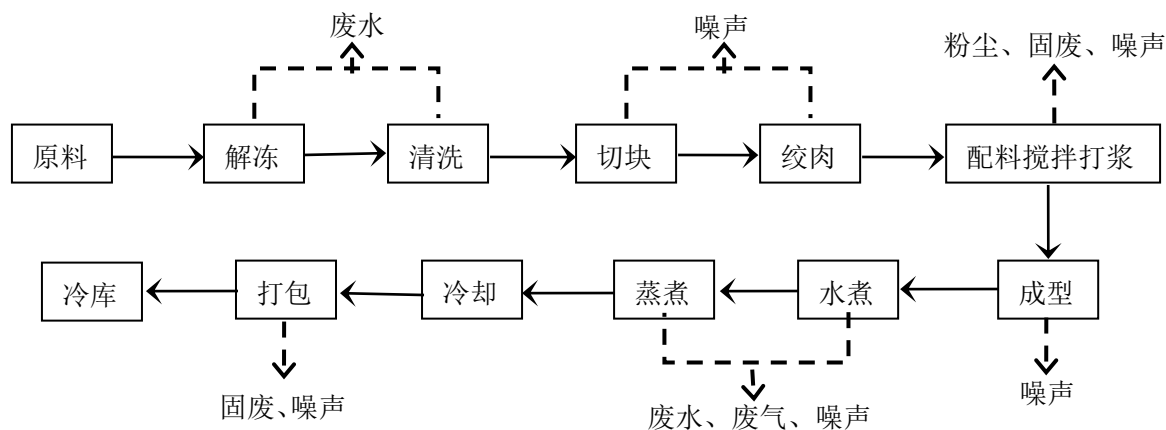 废水
噪声
粉尘、固废、噪声
原料
解冻
清洗
切块
绞肉
配料搅拌打浆
冷库
打包
冷却
蒸煮
水煮
成型
固废、噪声
废水、废气、噪声
噪声